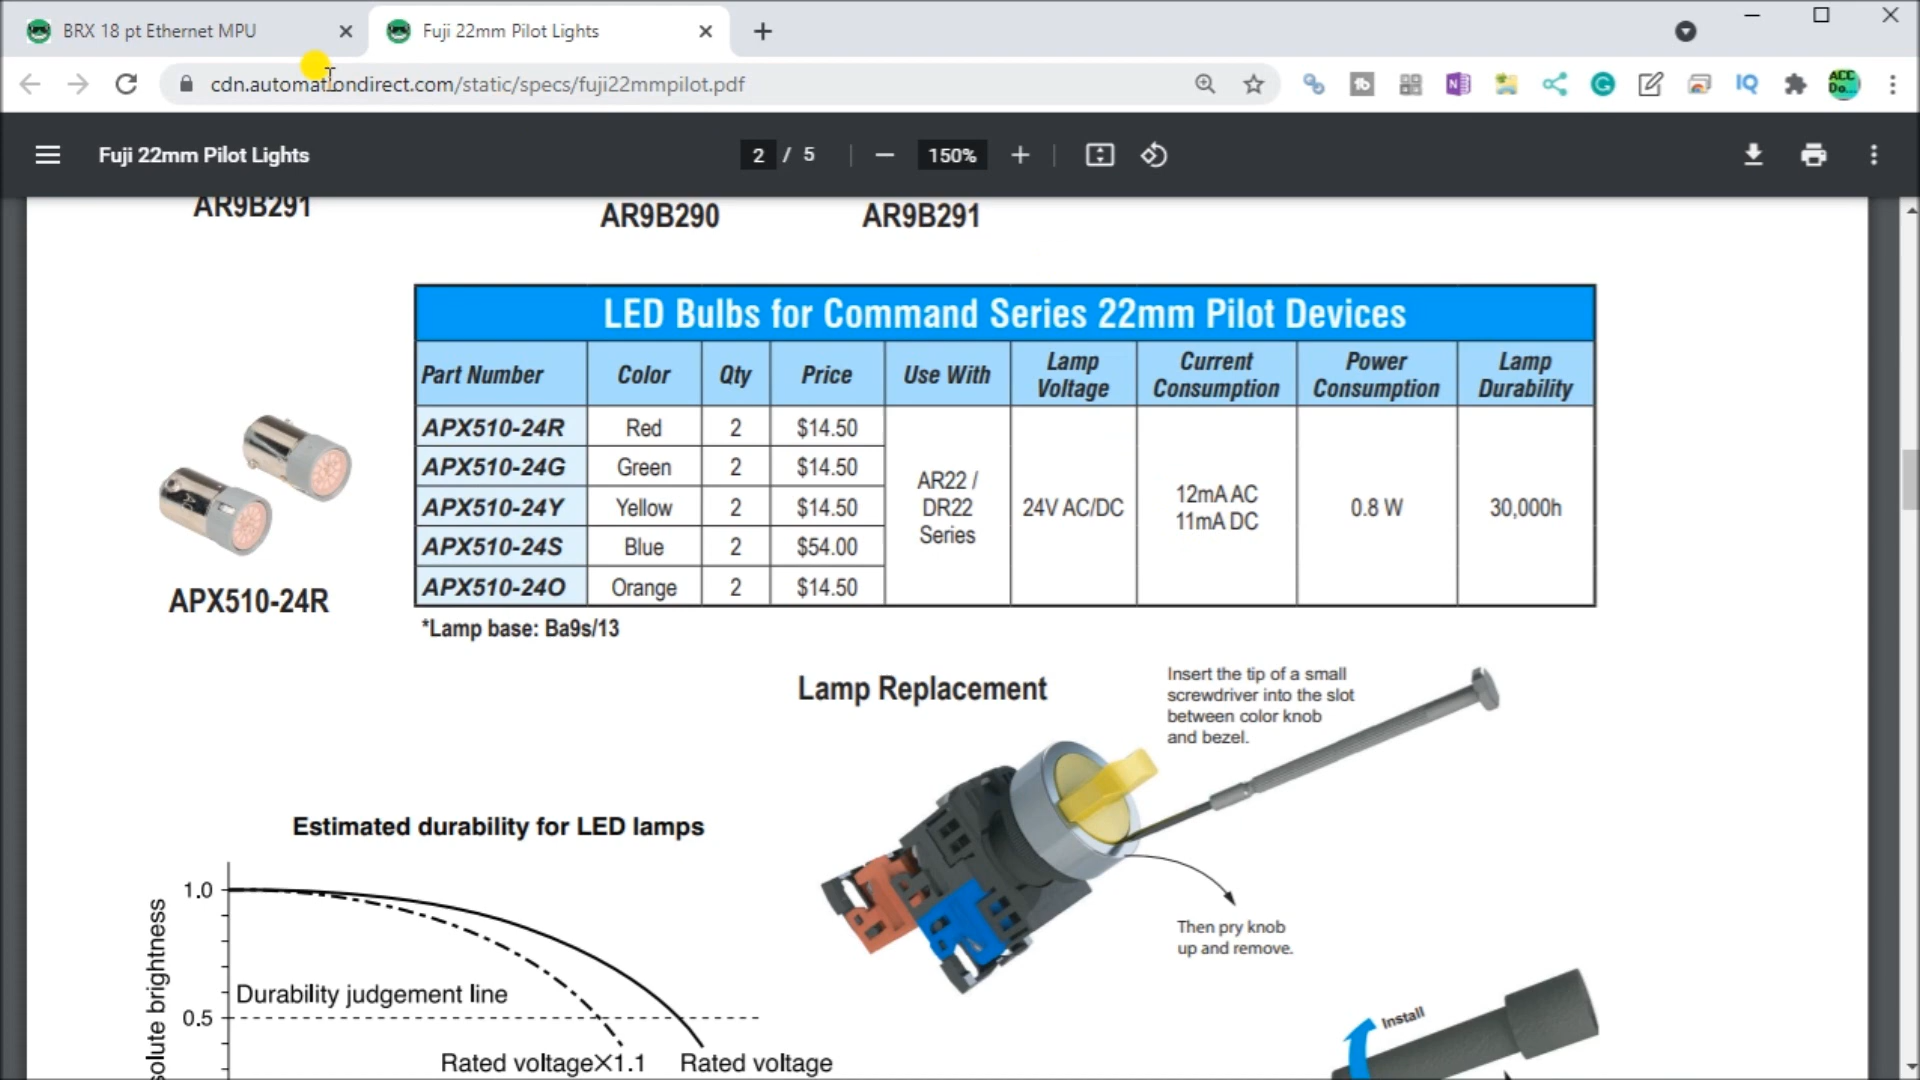 BRX 18 pt Ethernet MPU
Fuji 22mm Pilot Lights
cdn.automationdirect.com/static/specs/fuji22mmpilot.pdf
Fuji 22mm Pilot Lights
2 / 5
150%
AR9B291
AR9B290
AR9B291
LED Bulbs for Command Series 22mm Pilot Devices
Part Number Color Qty Price Use With Lamp Voltage Current Consumption Power Consumption Lamp Durability
APX510-24R Red 2 $14.50
APX510-24G Green 2 $14.50
APX510-24Y Yellow 2 $14.50
APX510-24S Blue 2 $54.00
APX510-24O Orange 2 $14.50
AR22 /
DR22
Series
24V AC/DC
12mA AC
11mA DC
0.8 W
30,000h
APX510-24R
*Lamp base: Ba9s/13
Lamp Replacement
Insert the tip of a small
screwdriver into the slot
between color knob
and bezel.
Then pry knob
up and remove.
Install
Estimated durability for LED lamps
1.0
Durability judgement line
0.5
Rated voltage×1.1
Rated voltage
brightness